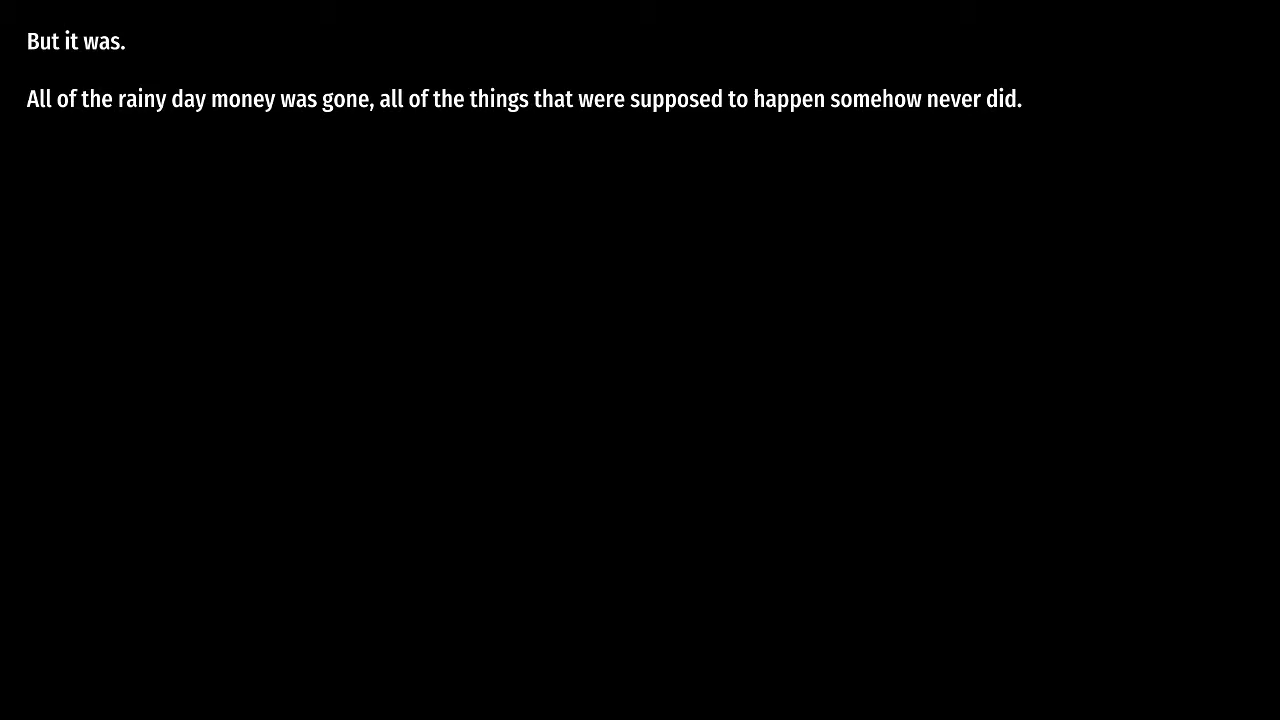 But it was.
All of the rainy day money was gone, all of the things that were supposed to happen somehow never did.